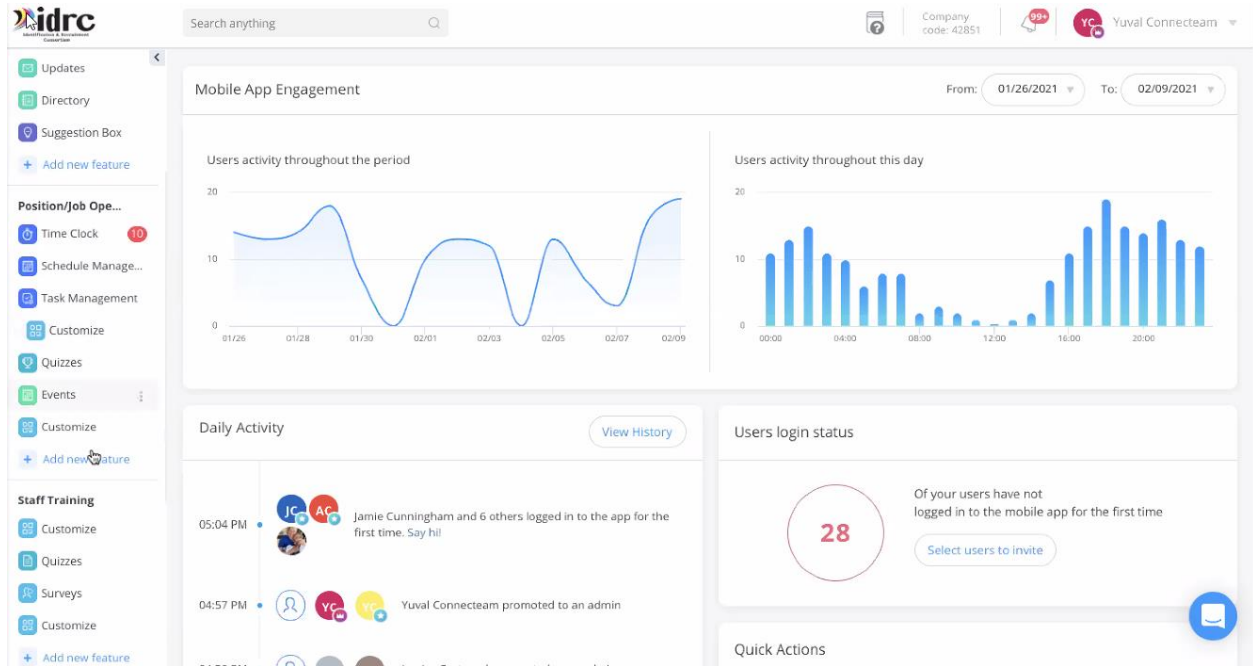 idrc
Identification & Recruitment
Consortium
Search anything
Company
code: 42851
99+
YC
Yuval Connecteam
Updates
Directory
Suggestion Box
+ Add new feature
Position/Job Ope...
Time Clock 10
Schedule Manage...
Task Management
Customize
Quizzes
Events
Customize
+ Add new feature
Staff Training
Customize
Quizzes
Surveys
Customize
+ Add new feature
Mobile App Engagement
From: 01/26/2021 To: 02/09/2021
Users activity throughout the period
20
10
0
01/26 01/28 01/30 02/01 02/03 02/05 02/07 02/09
Users activity throughout this day
20
10
0
00:00 04:00 08:00 12:00 16:00 20:00
Daily Activity
View History
05:04 PM
JC AC
Jamie Cunningham and 6 others logged in to the app for the
first time. Say hi!
04:57 PM
YC YC
Yuval Connecteam promoted to an admin
Users login status
28
Of your users have not
logged in to the mobile app for the first time
Select users to invite
Quick Actions